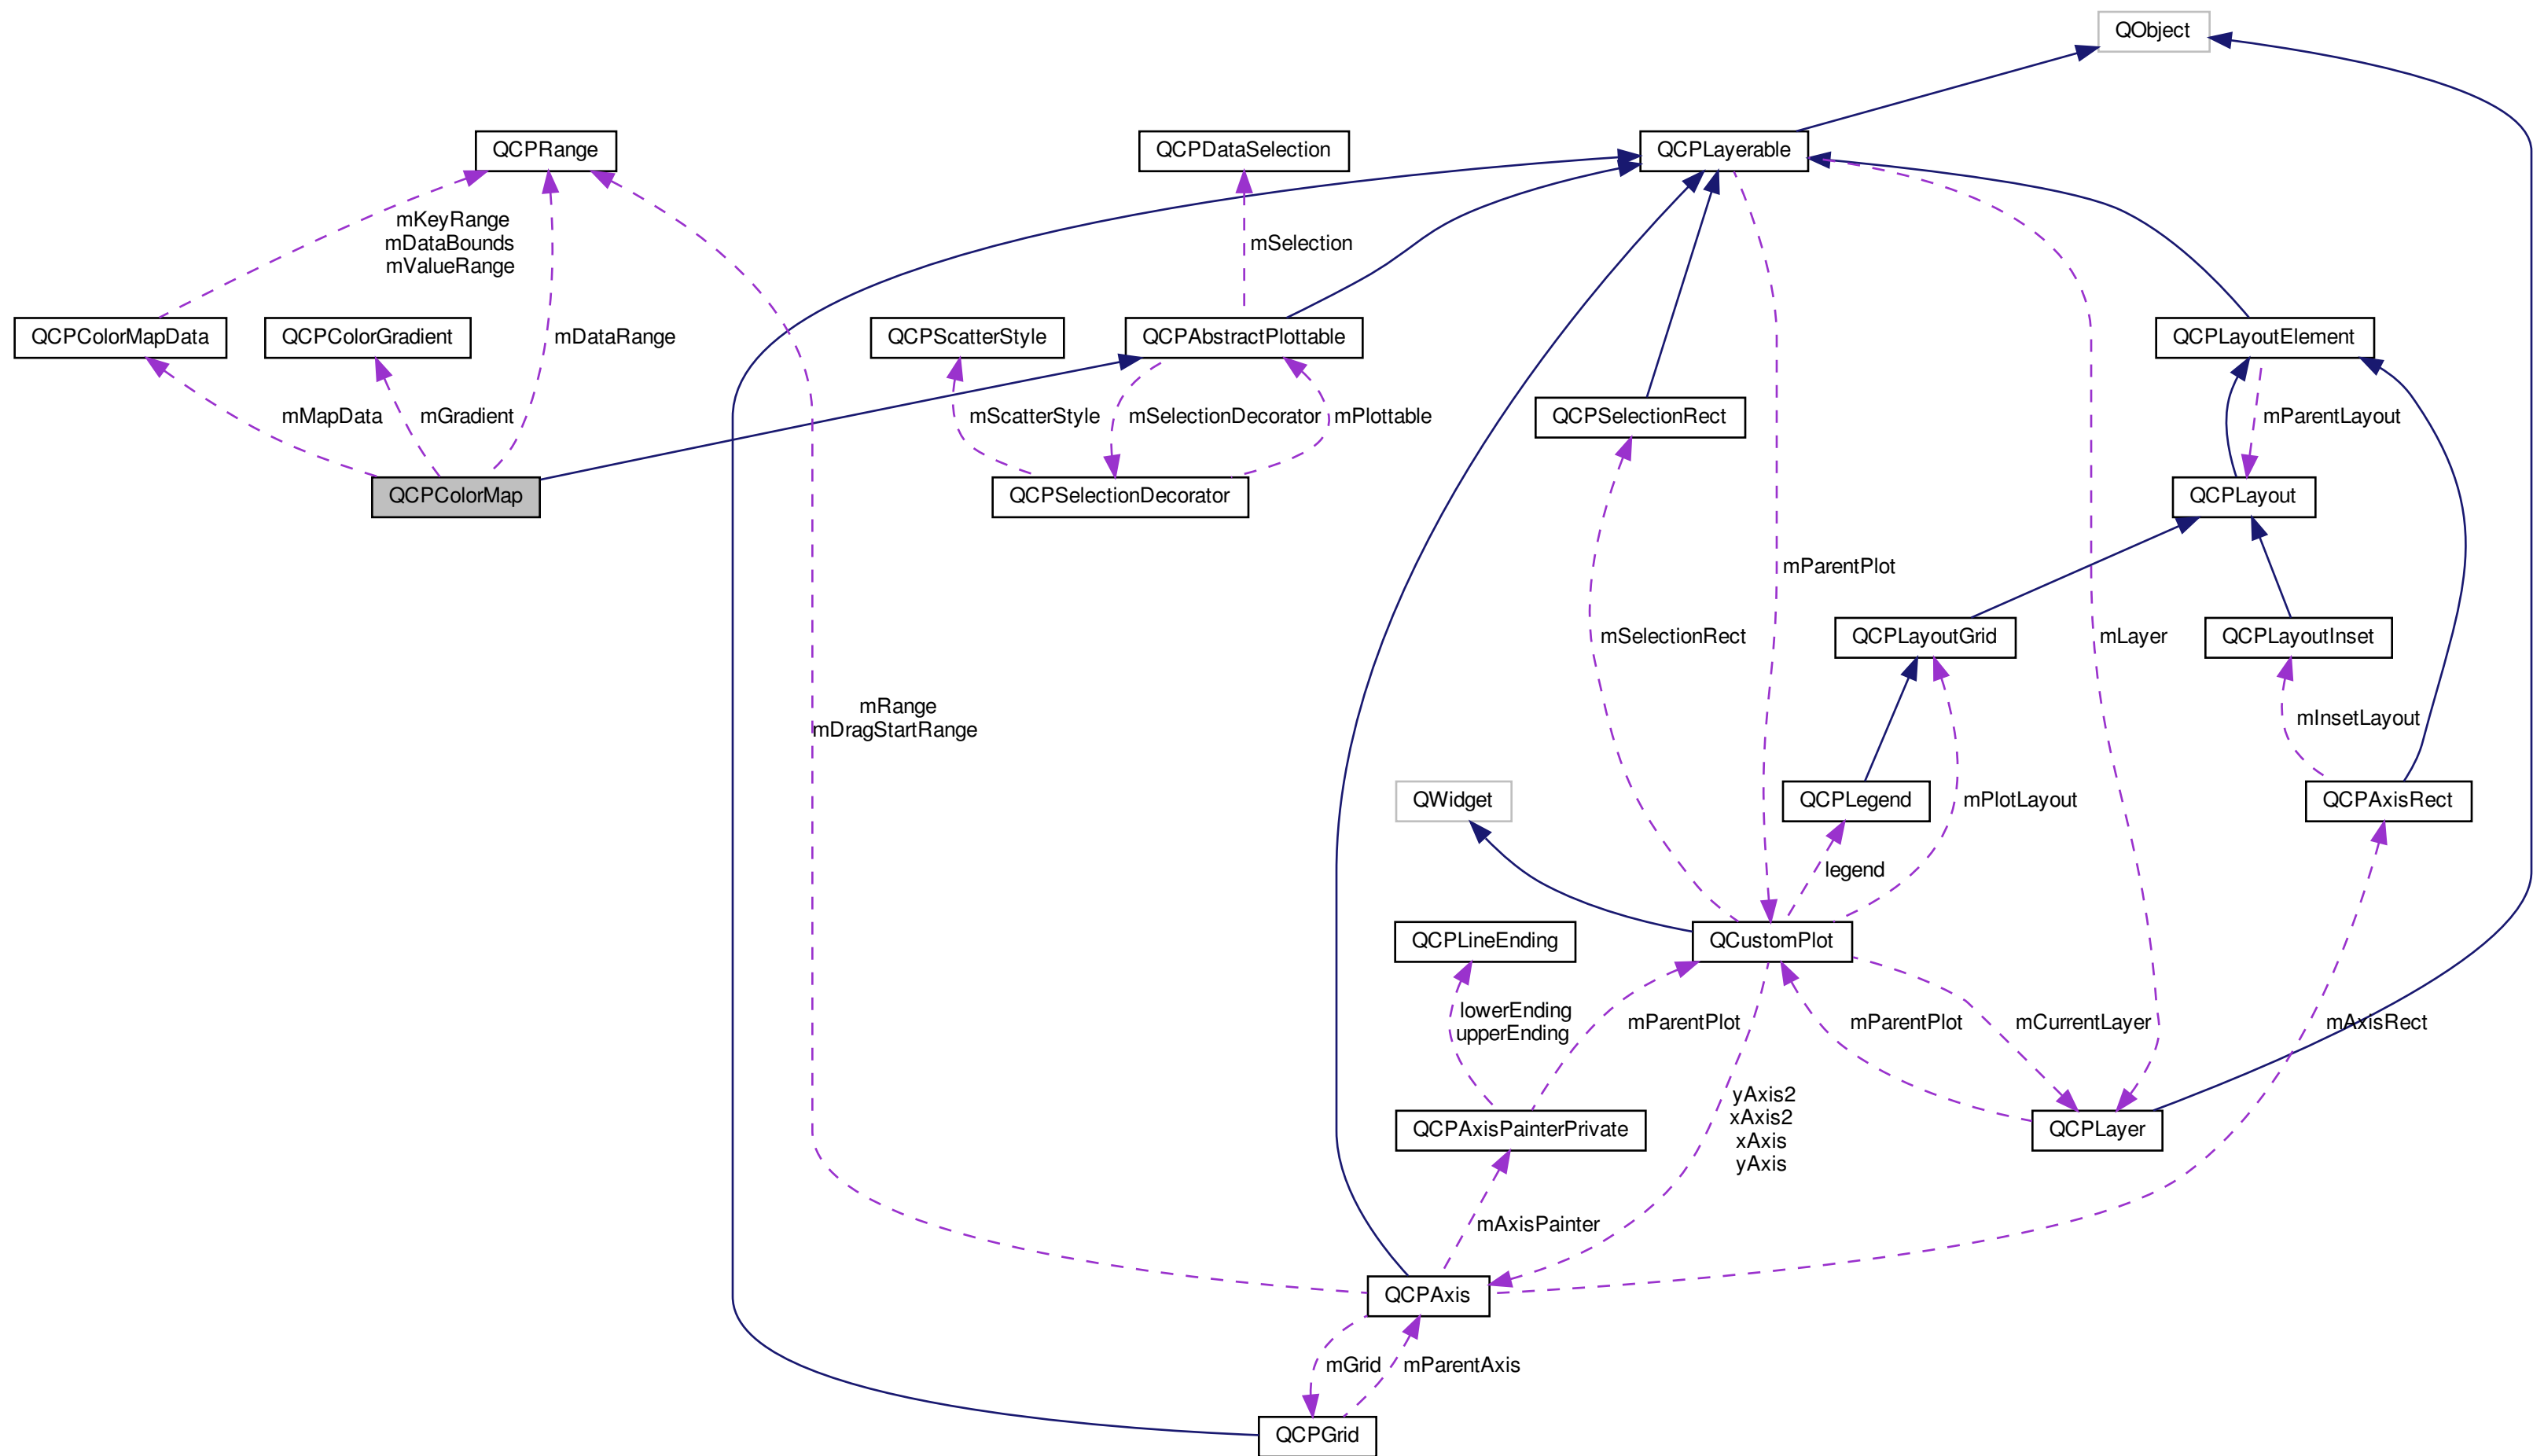 QObject
QCPRange
QCPDataSelection
QCPLayerable
mKeyRange
mDataBounds
mValueRange
mSelection
QCPColorMapData
QCPColorGradient
mDataRange
QCPScatterStyle
QCPAbstractPlottable
QCPLayoutElement
mMapData
mGradient
mScatterStyle
mSelectionDecorator
mPlottable
QCPSelectionRect
mParentLayout
QCPColorMap
QCPSelectionDecorator
QCPLayout
mParentPlot
mSelectionRect
QCPLayoutGrid
mLayer
QCPLayoutInset
mRange
mDragStartRange
mInsetLayout
QWidget
QCPLegend
mPlotLayout
QCPAxisRect
legend
QCPLineEnding
QCustomPlot
lowerEnding
upperEnding
mParentPlot
mParentPlot
mCurrentLayer
mAxisRect
yAxis2
xAxis2
xAxis
yAxis
QCPAxisPainterPrivate
QCPLayer
mAxisPainter
QCPAxis
mGrid
mParentAxis
QCPGrid